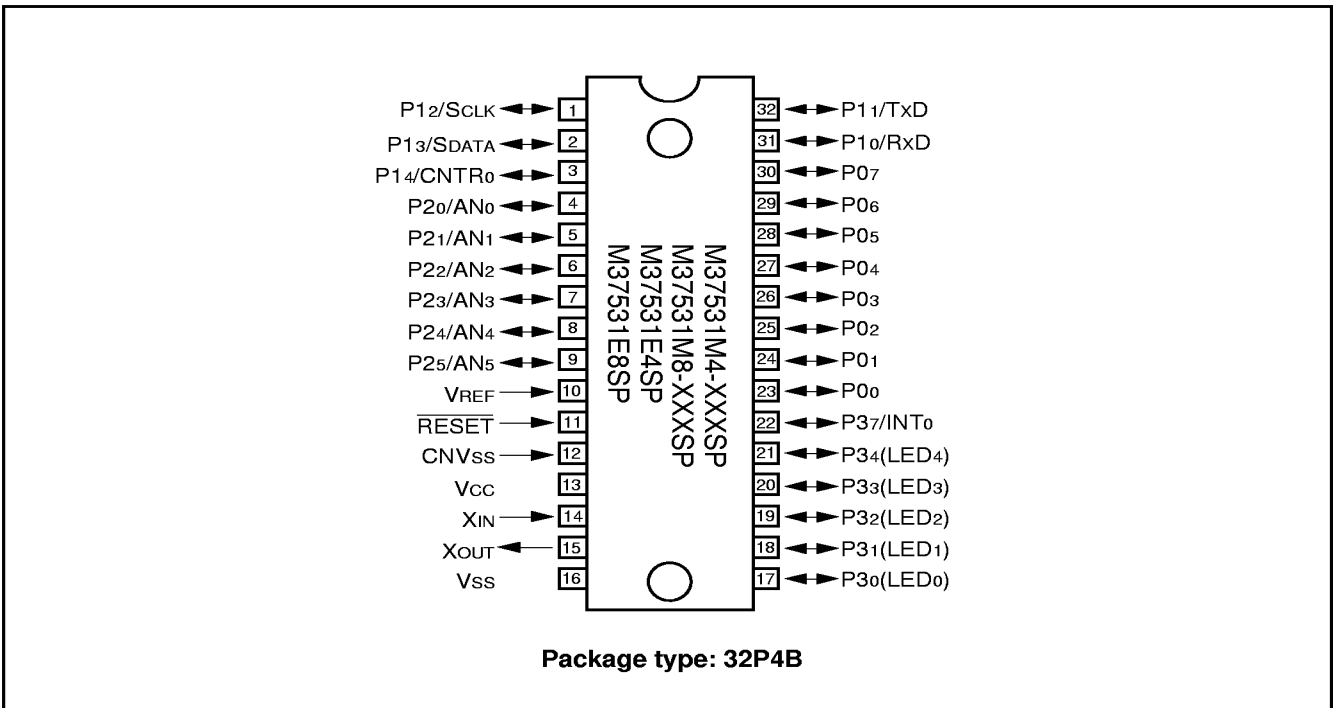 P12/SCLK 1
P13/SDATA 2
P14/CNTR0 3
P20/AN0 4
P21/AN1 5
P22/AN2 6
P23/AN3 7
P24/AN4 8
P25/AN5 9
VREF 10
RESET 11
CNVSS 12
VCC 13
XIN 14
XOUT 15
VSS 16
M37531M4-XXXSP
M37531M8-XXXSP
M37531E4SP
M37531E8SP
32 P11/TxD
31 P10/RxD
30 P07
29 P06
28 P05
27 P04
26 P03
25 P02
24 P01
23 P00
22 P37/INT0
21 P34(LED4)
20 P33(LED3)
19 P32(LED2)
18 P31(LED1)
17 P30(LED0)
Package type: 32P4B